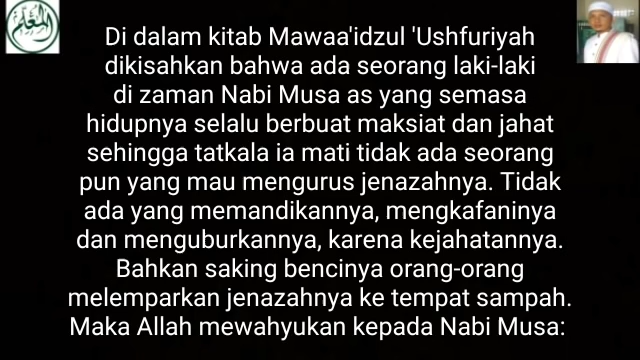 المعلم
Di dalam kitab Mawaa'idzul 'Ushfuriyah
dikisahkan bahwa ada seorang laki-laki
di zaman Nabi Musa as yang semasa
hidupnya selalu berbuat maksiat dan jahat
sehingga tatkala ia mati tidak ada seorang
pun yang mau mengurus jenazahnya. Tidak
ada yang memandikannya, mengkafaninya
dan menguburkannya, karena kejahatannya.
Bahkan saking bencinya orang-orang
melemparkan jenazahnya ke tempat sampah.
Maka Allah mewahyukan kepada Nabi Musa: